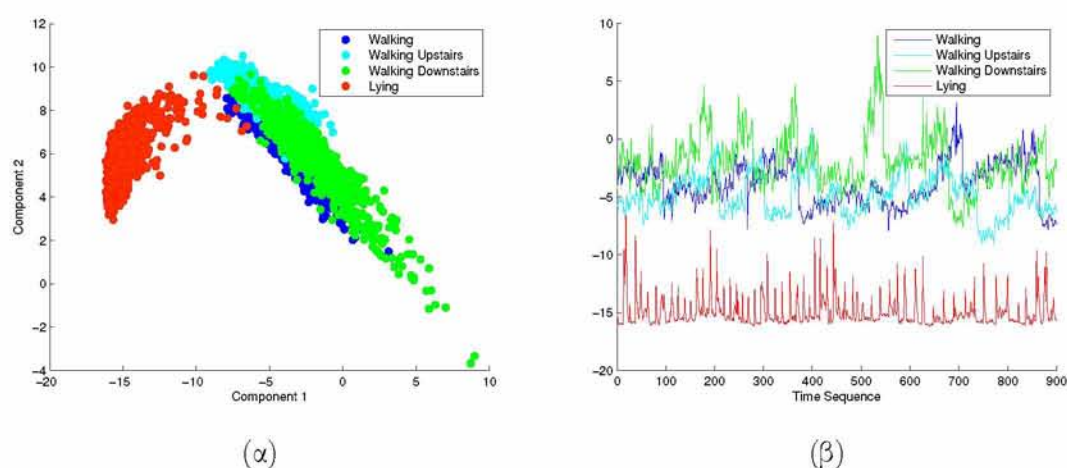 12
10
8
6
4
2
0
−2
−4
Component 2
−20
−15
−10
−5
0
5
10
Component 1
Walking
Walking Upstairs
Walking Downstairs
Lying
(α)
10
5
0
−5
−10
−15
−20
0
100
200
300
400
500
600
700
800
900
Time Sequence
Walking
Walking Upstairs
Walking Downstairs
Lying
(β)